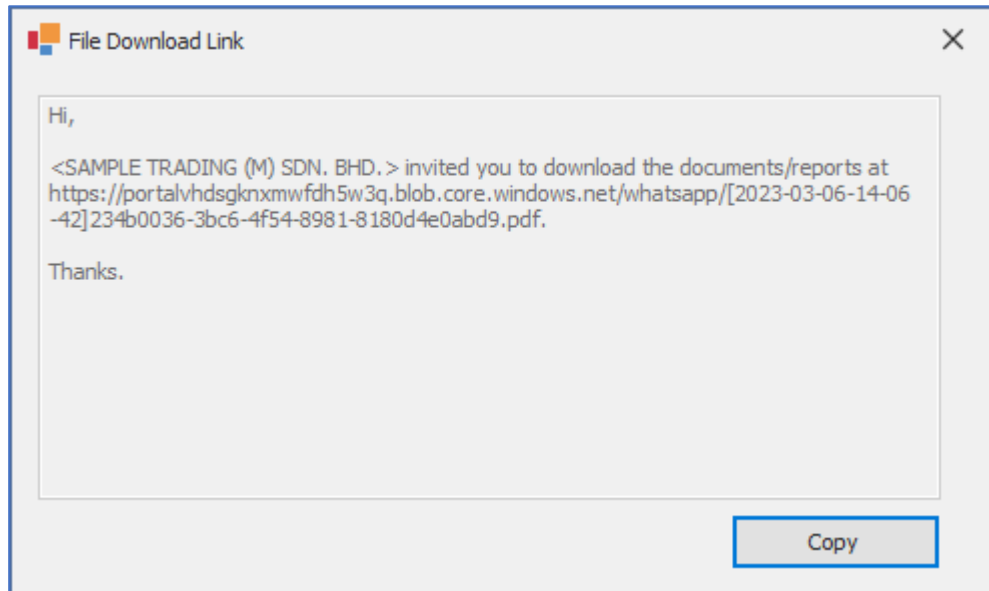 File Download Link
Hi,
<SAMPLE TRADING (M) SDN. BHD.> invited you to download the documents/reports at
https://portalvhdsgknxmwfdh5w3q.blob.core.windows.net/whatsapp/[2023-03-06-14-06
-42]234b0036-3bc6-4f54-8981-8180d4e0abd9.pdf.
Thanks.
Copy